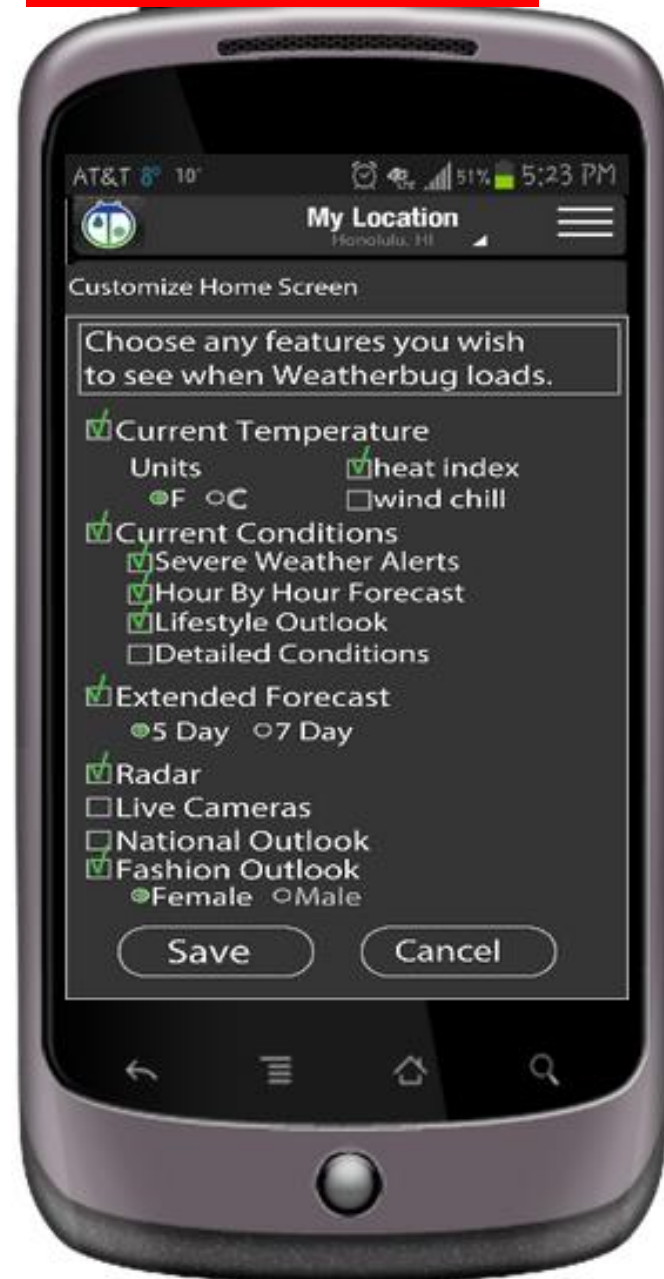 AT&T 8° 10° 51% 5:23 PM
My Location
Honolulu, HI
Customize Home Screen
Choose any features you wish
to see when Weatherbug loads.
Current Temperature
Units heat index
F C wind chill
Current Conditions
Severe Weather Alerts
Hour By Hour Forecast
Lifestyle Outlook
Detailed Conditions
Extended Forecast
5 Day 7 Day
Radar
Live Cameras
National Outlook
Fashion Outlook
Female Male
Save Cancel